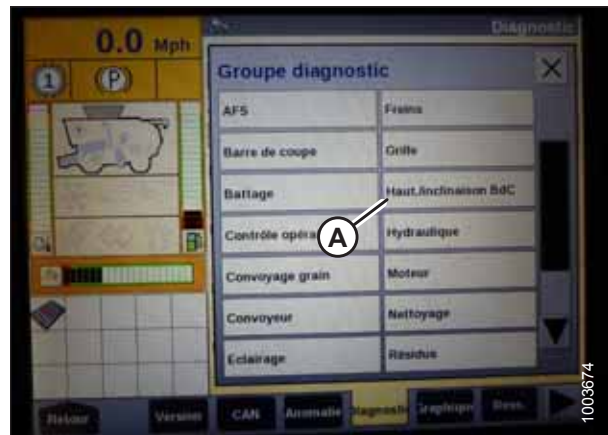 0.0 Mph
Diagnostic
1 (P)
Groupe diagnostic
AFS
Freins
Barre de coupe
Grille
Battage
Haut./inclinaison BdC
Contrôle opéra
A
Hydraulique
Convoyage grain
Moteur
Convoyeur
Nettoyage
Eclairage
Résidus
Retour
Version
CAN
Anomalie
Diagnostic
Graphique
1003674